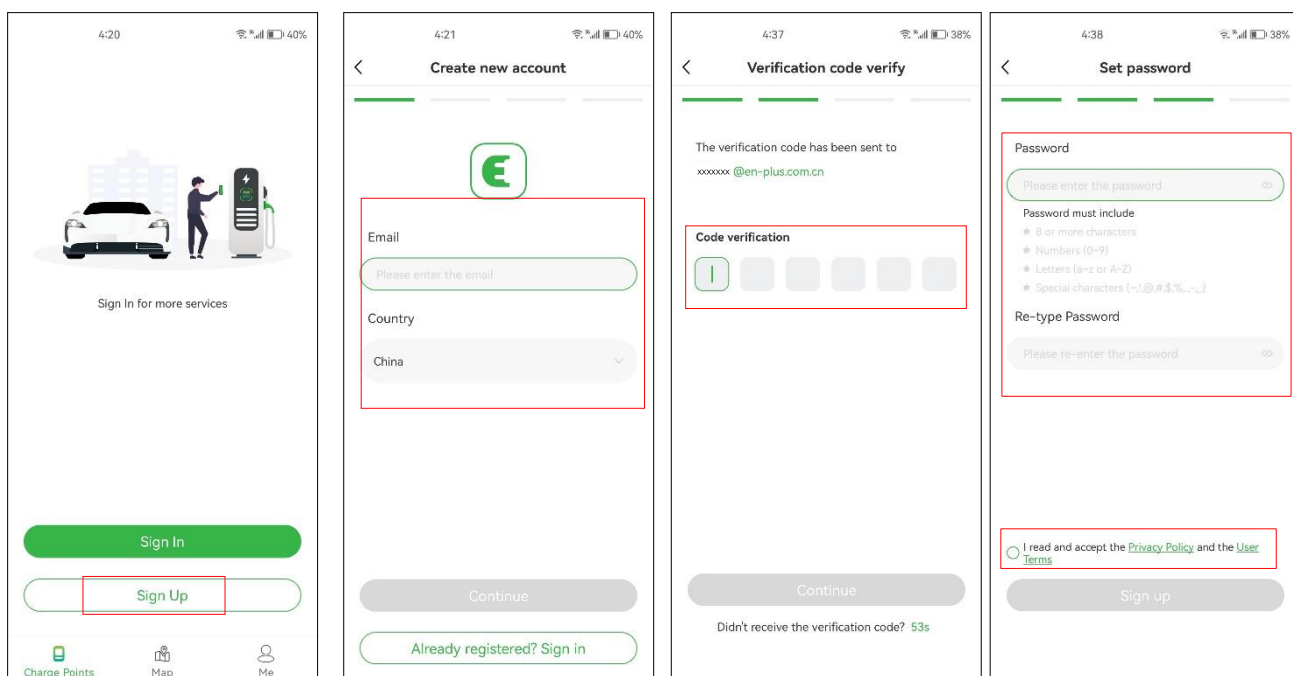 4:20
40%
Sign In for more services
Sign In
Sign Up
Charge Points
Map
Me
4:21
40%
Create new account
Email
Please enter the email
Country
China
Continue
Already registered? Sign in
4:37
38%
Verification code verify
The verification code has been sent to
xxxxxxx @en-plus.com.cn
Code verification
Continue
Didn't receive the verification code? 53s
4:38
38%
Set password
Password
Please enter the password
Password must include
★ 8 or more characters
★ Numbers (0~9)
★ Letters (a~z or A~Z)
★ Special characters
Re-type Password
Please re-enter the password
I read and accept the Privacy Policy and the User
Terms
Sign up